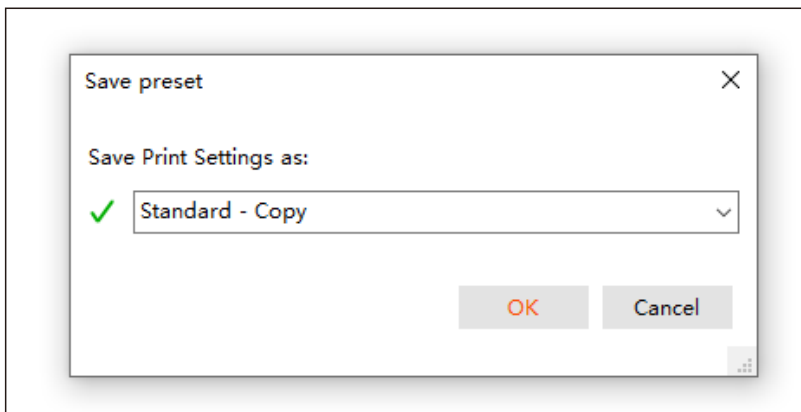 Save preset
Save Print Settings as:
Standard - Copy
OK
Cancel